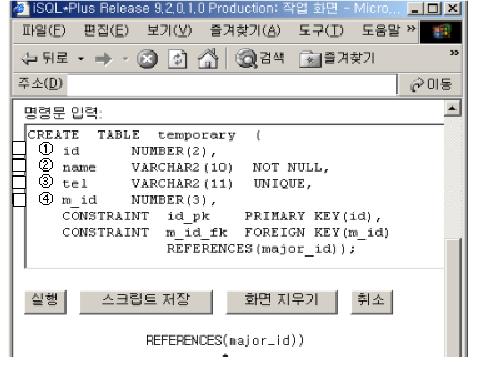 iSQL*Plus Release 9.2.0.1.0 Production: 작업 화면 - Micro...
파일(F) 편집(E) 보기(V) 즐겨찾기(A) 도구(T) 도움말 »
뒤로 검색 즐겨찾기 »
주소(D) 이동
명령문 입력:
CREATE TABLE temporary (
① id NUMBER(2),
② name VARCHAR2(10) NOT NULL,
③ tel VARCHAR2(11) UNIQUE,
④ m_id NUMBER(3),
CONSTRAINT id_pk PRIMARY KEY(id),
CONSTRAINT m_id_fk FOREIGN KEY(m_id)
REFERENCES(major_id));
실행 스크립트 저장 화면 지우기 취소
REFERENCES(major_id))